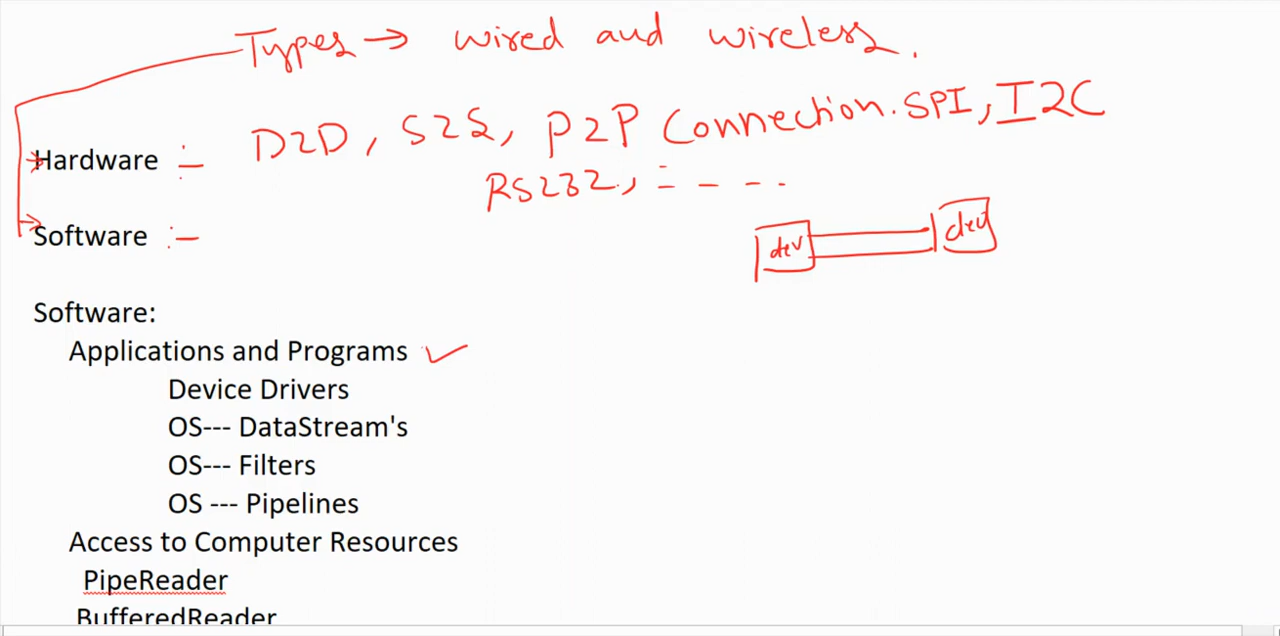 Types → wired and wireless.
Hardware :- D2D, S2S, P2P Connection. SPI, I2C
RS232, - - - -
Software :-
dev dev
Software:
Applications and Programs ✓
Device Drivers
OS--- DataStream's
OS--- Filters
OS --- Pipelines
Access to Computer Resources
PipeReader
BufferedReader